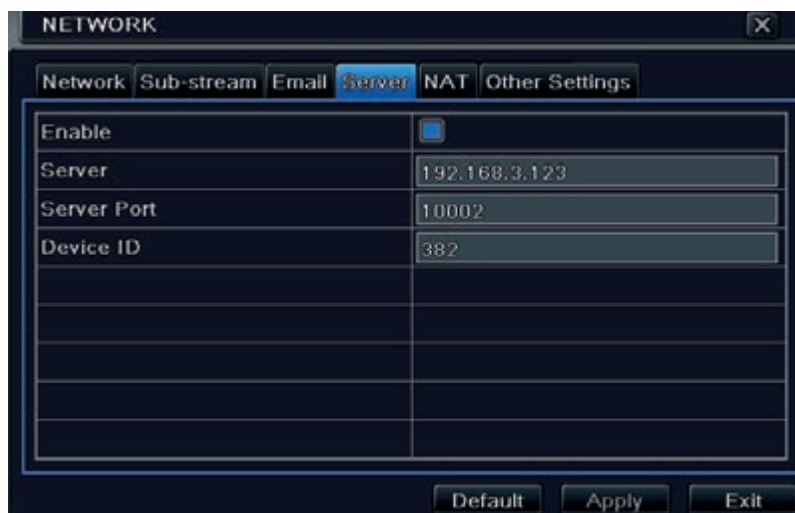 NETWORK X
Network Sub-stream Email Server NAT Other Settings
Enable
Server 192.168.3.123
Server Port 10002
Device ID 382
Default Apply Exit